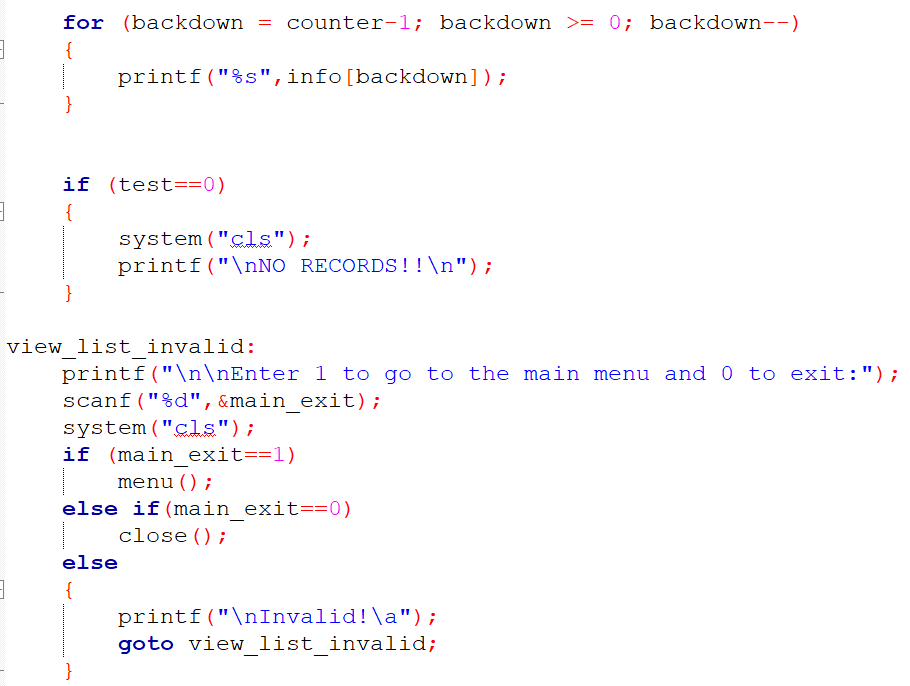 for (backdown = counter-1; backdown >= 0; backdown--)
{
printf("%s",info[backdown]);
}
if (test==0)
{
system("cls");
printf("\nNO RECORDS!!\n");
}
view_list_invalid:
printf("\n\nEnter 1 to go to the main menu and 0 to exit:");
scanf("%d",&main_exit);
system("cls");
if (main_exit==1)
menu();
else if(main_exit==0)
close();
else
{
printf("\nInvalid!\a");
goto view_list_invalid;
}